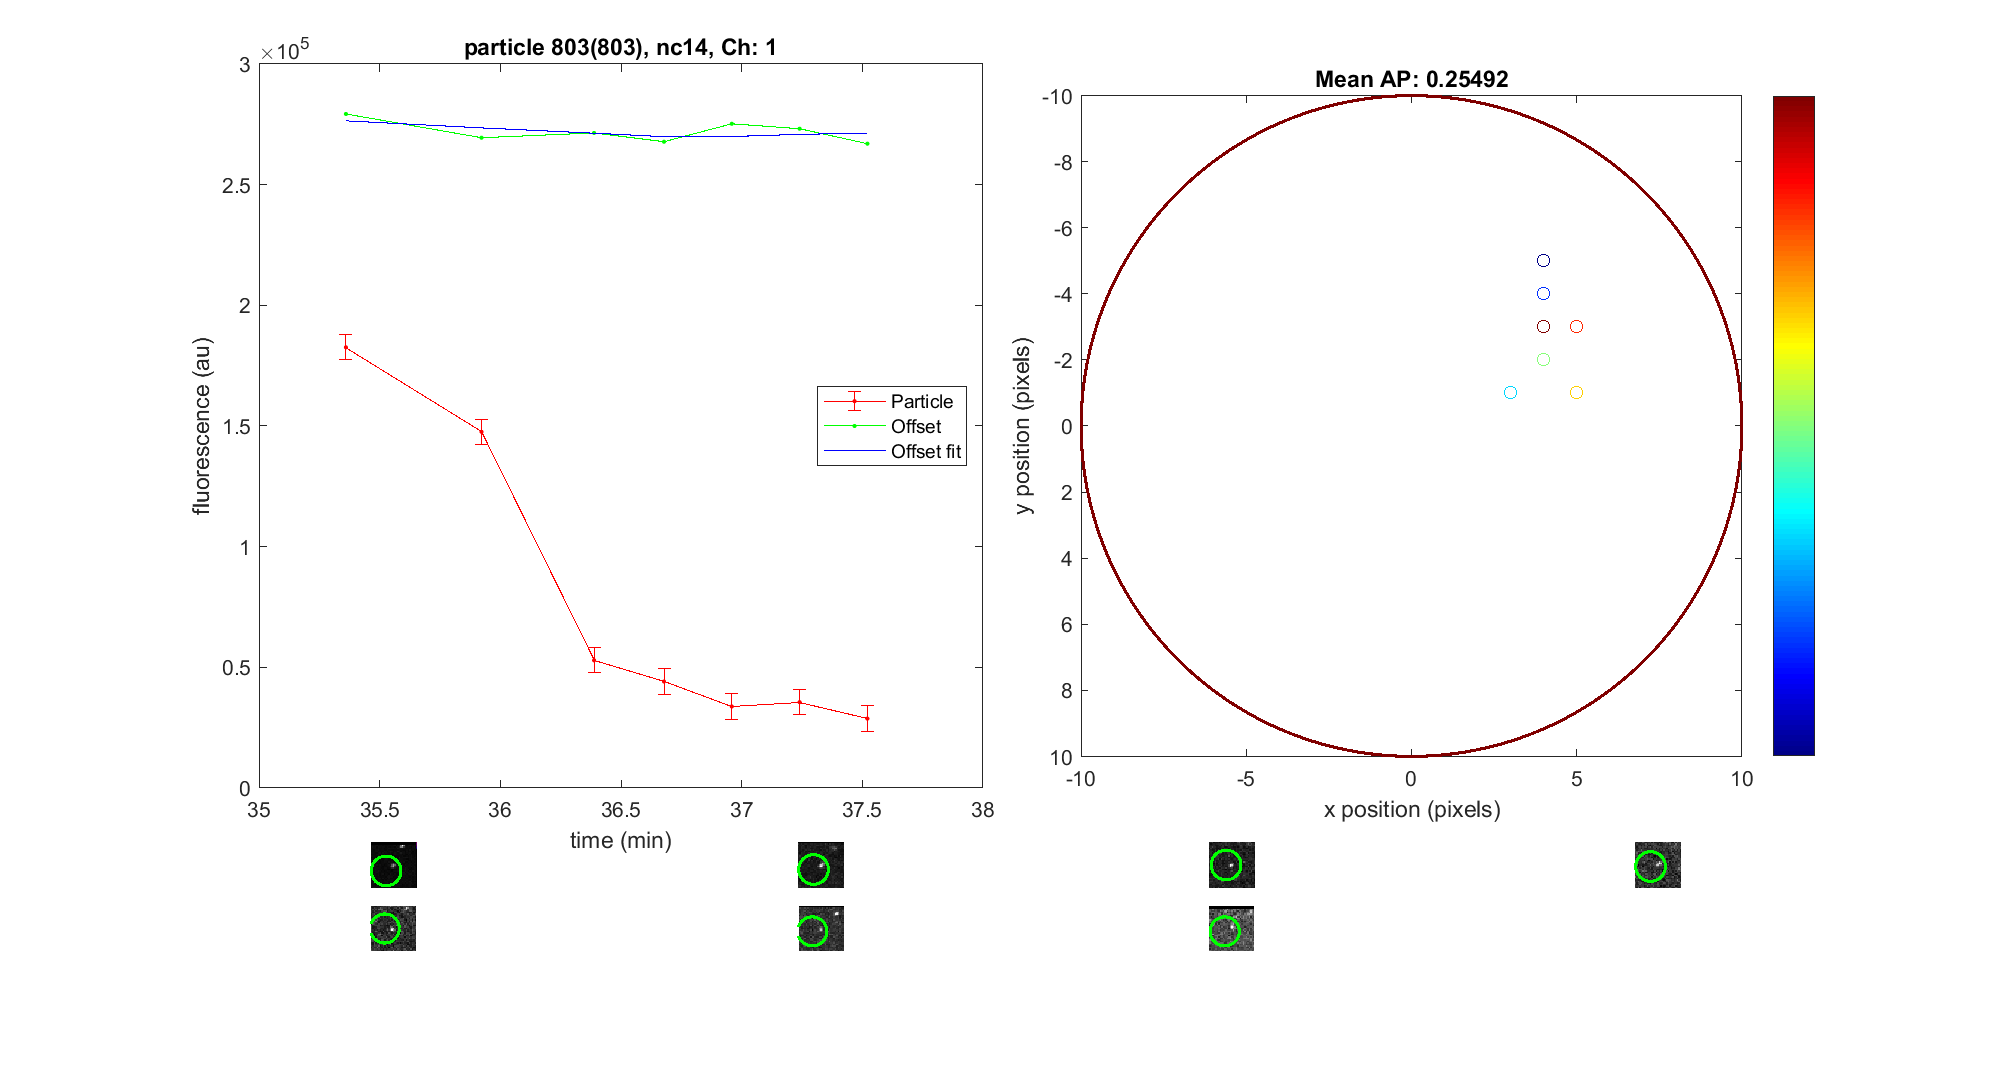 particle 803(803), nc14, Ch: 1
×10^5
3
2.5
2
1.5
1
0.5
0
fluorescence (au)
35 35.5 36 36.5 37 37.5 38
time (min)
Particle
Offset
Offset fit
Mean AP: 0.25492
-10
-8
-6
-4
-2
0
2
4
6
8
10
y position (pixels)
-10 -5 0 5 10
x position (pixels)